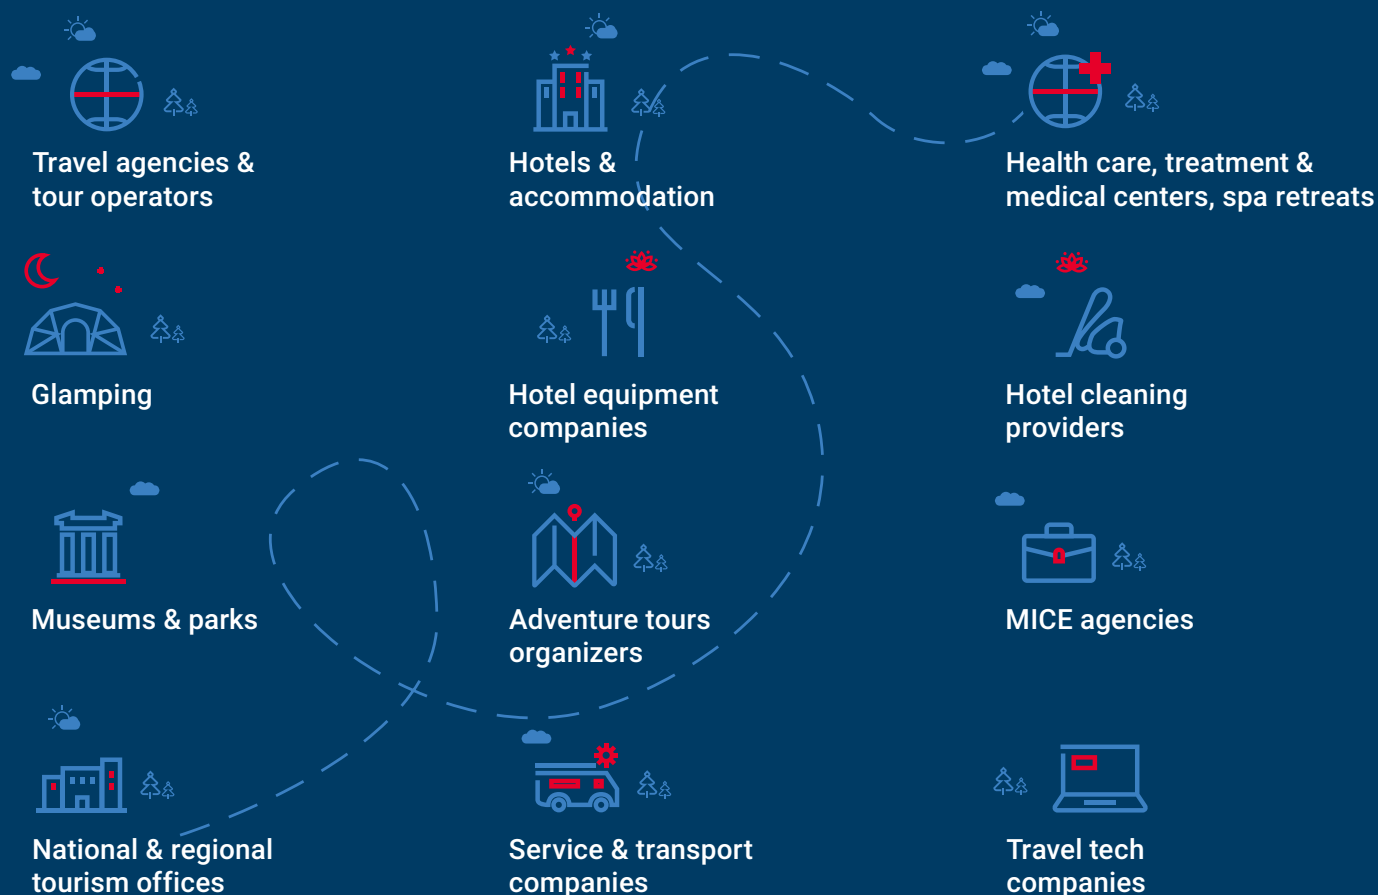 Travel agencies &
tour operators
Hotels &
accommodation
Health care, treatment &
medical centers, spa retreats
Glamping
Hotel equipment
companies
Hotel cleaning
providers
Museums & parks
Adventure tours
organizers
MICE agencies
National & regional
tourism offices
Service & transport
companies
Travel tech
companies